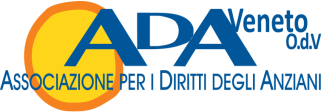 ADA Veneto
O.d.V
ASSOCIAZIONE PER I DIRITTI DEGLI ANZIANI